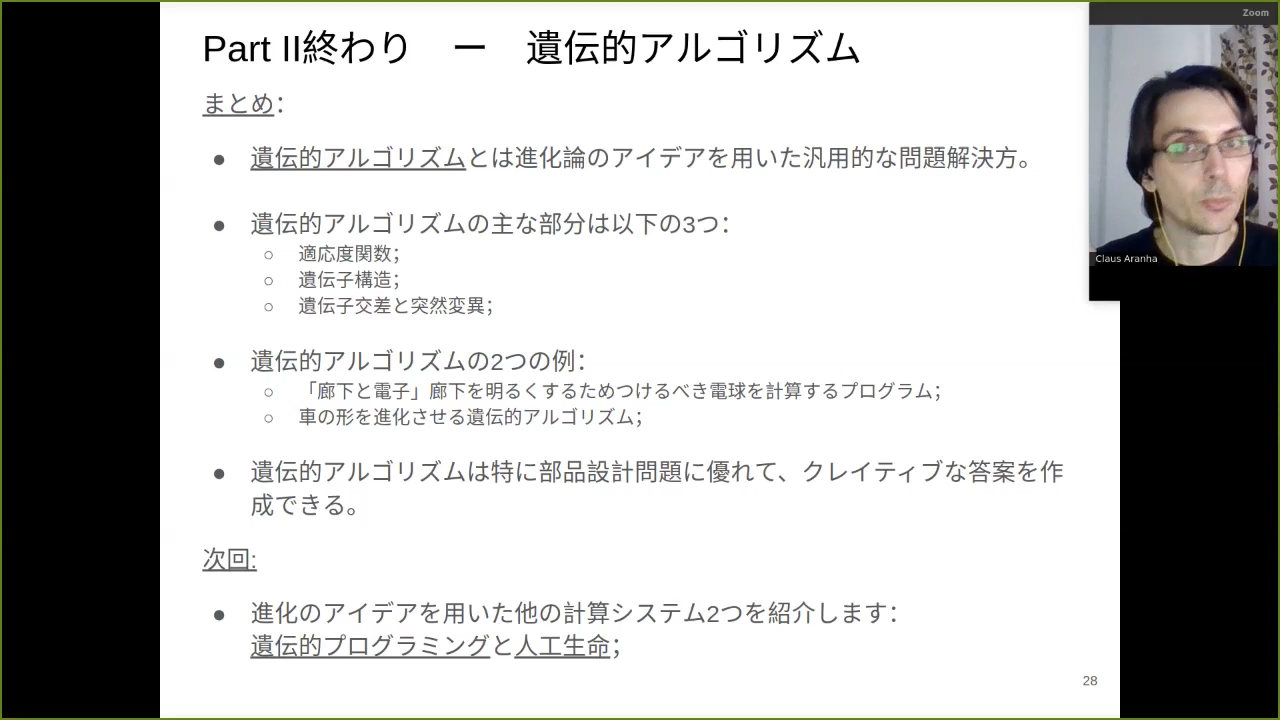 Part II終わり　ー　遺伝的アルゴリズム
Zoom
Claus Aranha
まとめ：
● 遺伝的アルゴリズムとは進化論のアイデアを用いた汎用的な問題解決方。
● 遺伝的アルゴリズムの主な部分は以下の3つ：
○ 適応度関数；
○ 遺伝子構造；
○ 遺伝子交差と突然変異；
● 遺伝的アルゴリズムの2つの例：
○ 「廊下と電子」廊下を明るくするためつけるべき電球を計算するプログラム；
○ 車の形を進化させる遺伝的アルゴリズム；
● 遺伝的アルゴリズムは特に部品設計問題に優れて、クレイティブな答案を作
成できる。
次回:
● 進化のアイデアを用いた他の計算システム2つを紹介します：
遺伝的プログラミングと人工生命；
28